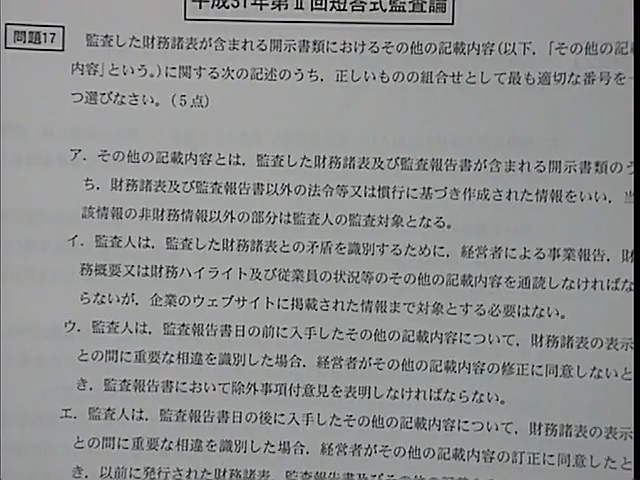 平成31年第Ⅱ回短答式監査論
問題17 監査した財務諸表が含まれる開示書類におけるその他の記載内容(以下,「その他の記載
内容」という。)に関する次の記述のうち,正しいものの組合せとして最も適切な番号を一
つ選びなさい。(5点)
ア.その他の記載内容とは,監査した財務諸表及び監査報告書が含まれる開示書類のう
ち,財務諸表及び監査報告書以外の法令等又は慣行に基づき作成された情報をいい,当
該情報の非財務情報以外の部分は監査人の監査対象となる。
イ.監査人は,監査した財務諸表との矛盾を識別するために,経営者による事業報告,財
務概要又は財務ハイライト及び従業員の状況等のその他の記載内容を通読しなければな
らないが,企業のウェブサイトに掲載された情報まで対象とする必要はない。
ウ.監査人は,監査報告書日の前に入手したその他の記載内容について,財務諸表の表示
との間に重要な相違を識別した場合,経営者がその他の記載内容の修正に同意しないと
き,監査報告書において除外事項付意見を表明しなければならない。
エ.監査人は,監査報告書日の後に入手したその他の記載内容について,財務諸表の表示
との間に重要な相違を識別した場合,経営者がその他の記載内容の訂正に同意したと
き,以前に発行された財務諸表,監査報告書及びその他の